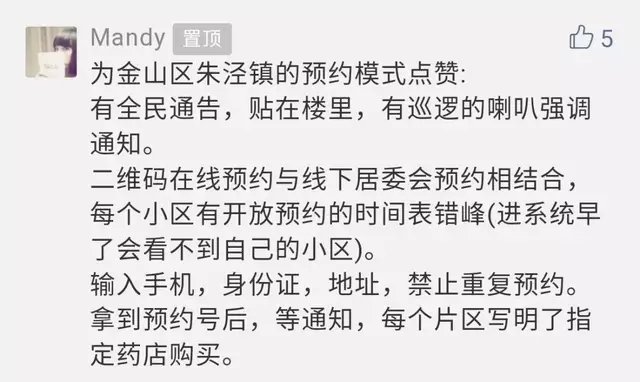 Mandy 置顶 5
为金山区朱泾镇的预约模式点赞:
有全民通告，贴在楼里，有巡逻的喇叭强调
通知。
二维码在线预约与线下居委会预约相结合，
每个小区有开放预约的时间表错峰(进系统早
了会看不到自己的小区)。
输入手机，身份证，地址，禁止重复预约。
拿到预约号后，等通知，每个片区写明了指
定药店购买。